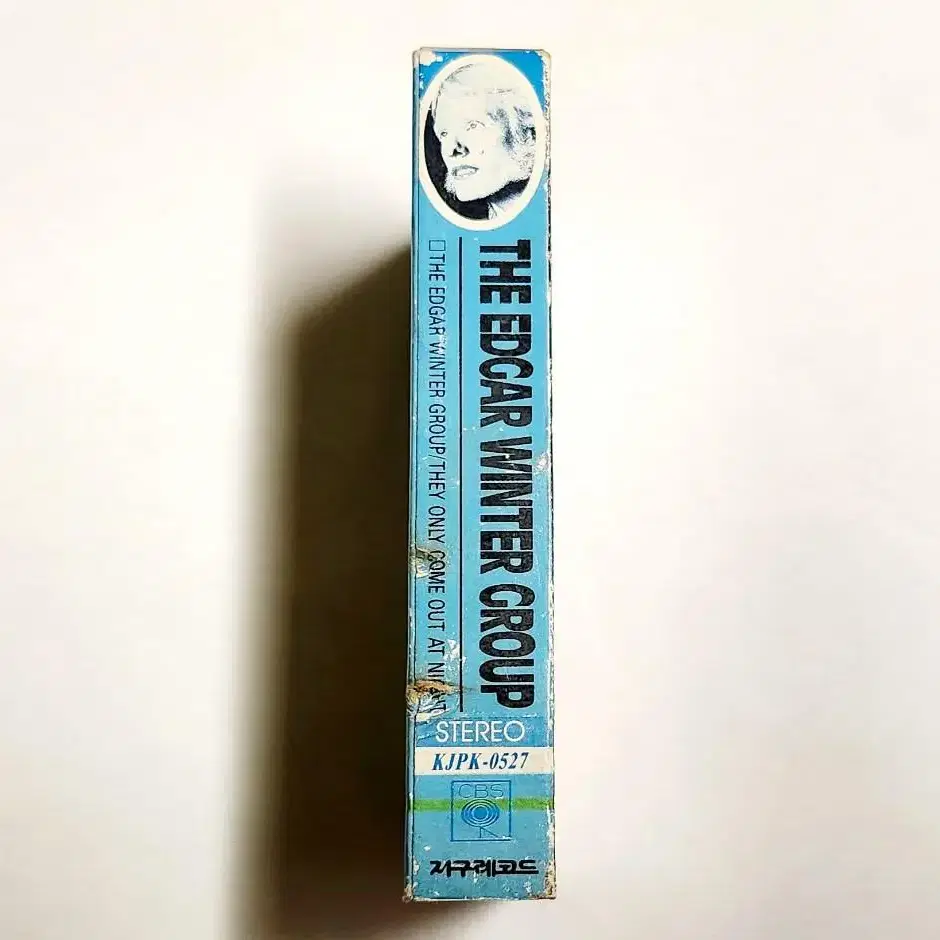 THE EDGAR WINTER GROUP
□THE EDGAR WINTER GROUP/THEY ONLY COME OUT AT NIGHT
STEREO
KJPK-0527
CBS
지구레코드